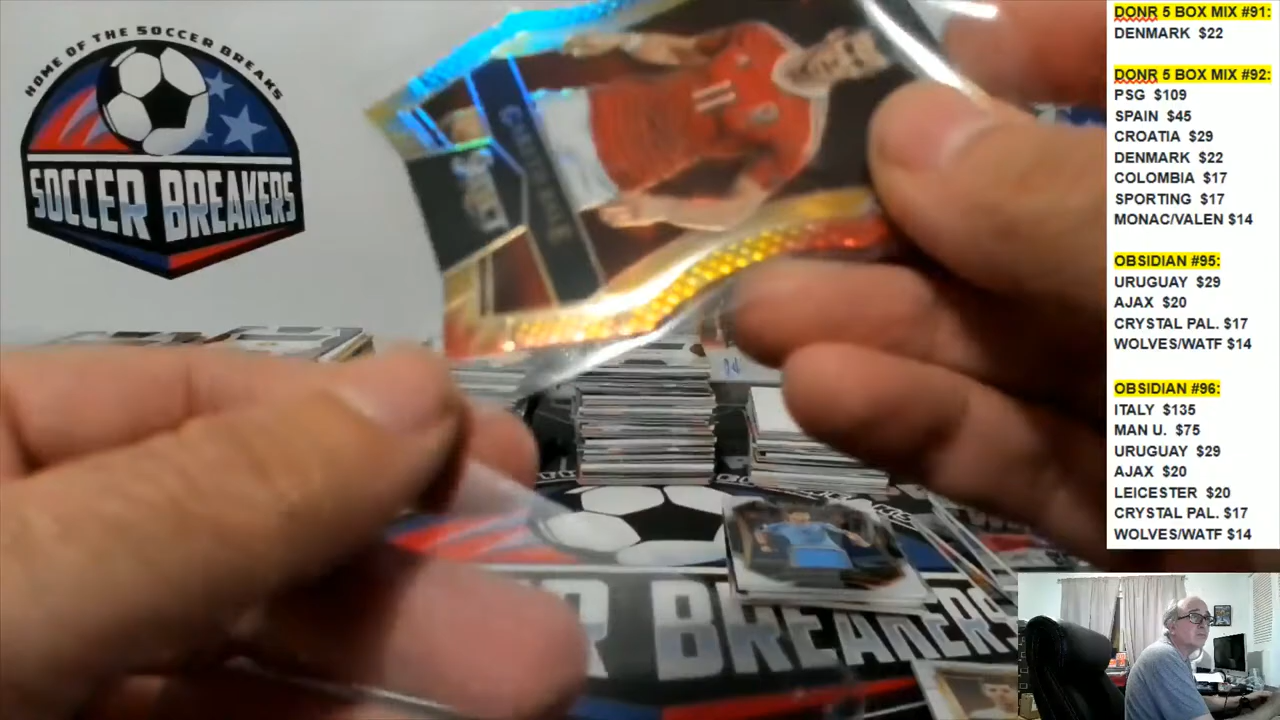 HOME OF THE SOCCER BREAKS
SOCCER BREAKERS
DONR 5 BOX MIX #91:
DENMARK $22
DONR 5 BOX MIX #92:
PSG $109
SPAIN $45
CROATIA $29
DENMARK $22
COLOMBIA $17
SPORTING $17
MONAC/VALEN $14
OBSIDIAN #95:
URUGUAY $29
AJAX $20
CRYSTAL PAL. $17
WOLVES/WATF $14
OBSIDIAN #96:
ITALY $135
MAN U. $75
URUGUAY $29
AJAX $20
LEICESTER $20
CRYSTAL PAL. $17
WOLVES/WATF $14
11
BREAKERS